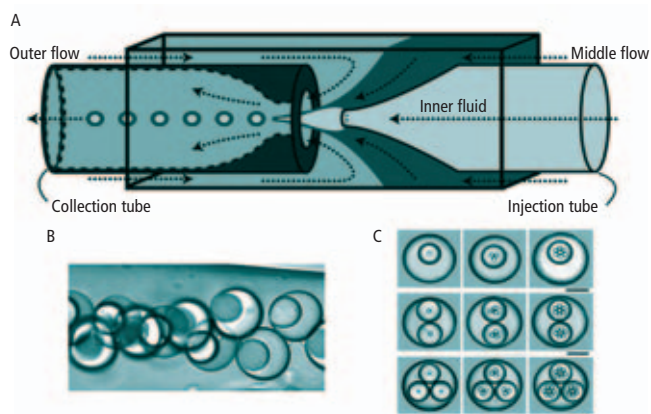 A
Outer flow
Middle flow
Inner fluid
Collection tube
Injection tube
B
C